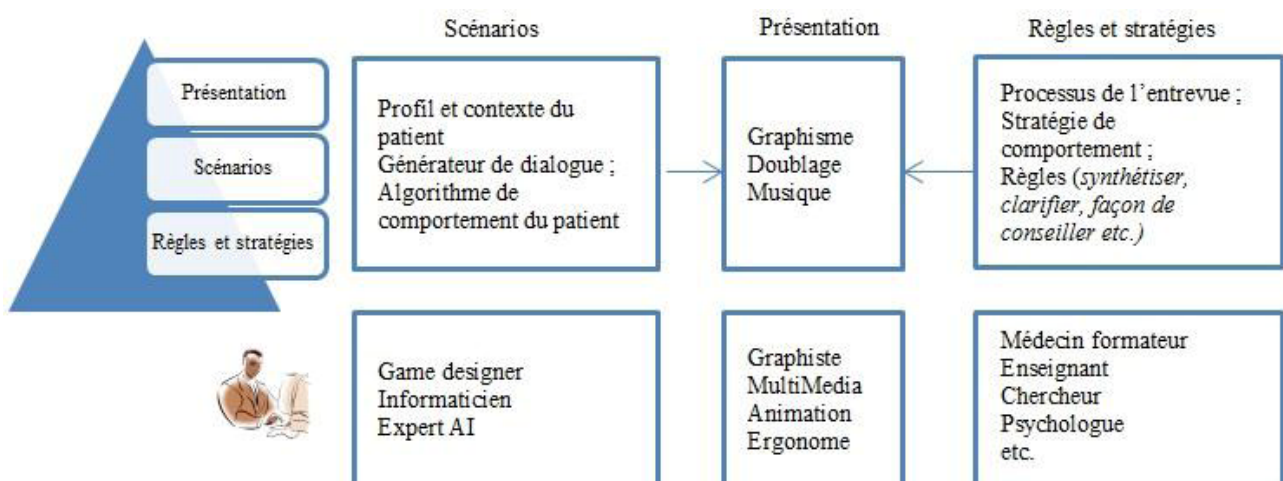 Scénarios
Présentation
Règles et stratégies
Présentation
Scénarios
Règles et stratégies
Profil et contexte du
patient
Générateur de dialogue ;
Algorithme de
comportement du patient
Graphisme
Doublage
Musique
Processus de l’entrevue ;
Stratégie de
comportement ;
Règles (synthétiser,
clarifier, façon de
conseiller etc.)
Game designer
Informaticien
Expert AI
Graphiste
MultiMedia
Animation
Ergonome
Médecin formateur
Enseignant
Chercheur
Psychologue
etc.